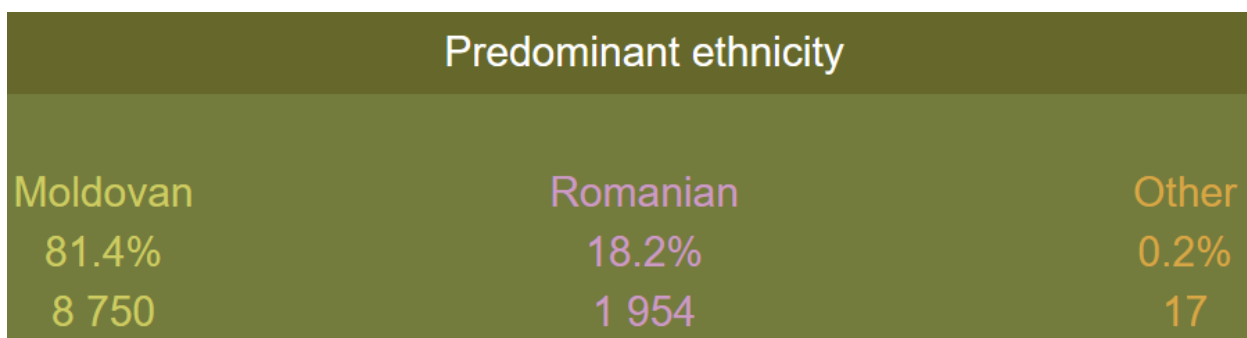 Predominant ethnicity
Moldovan Romanian Other
81.4% 18.2% 0.2%
8 750 1 954 17